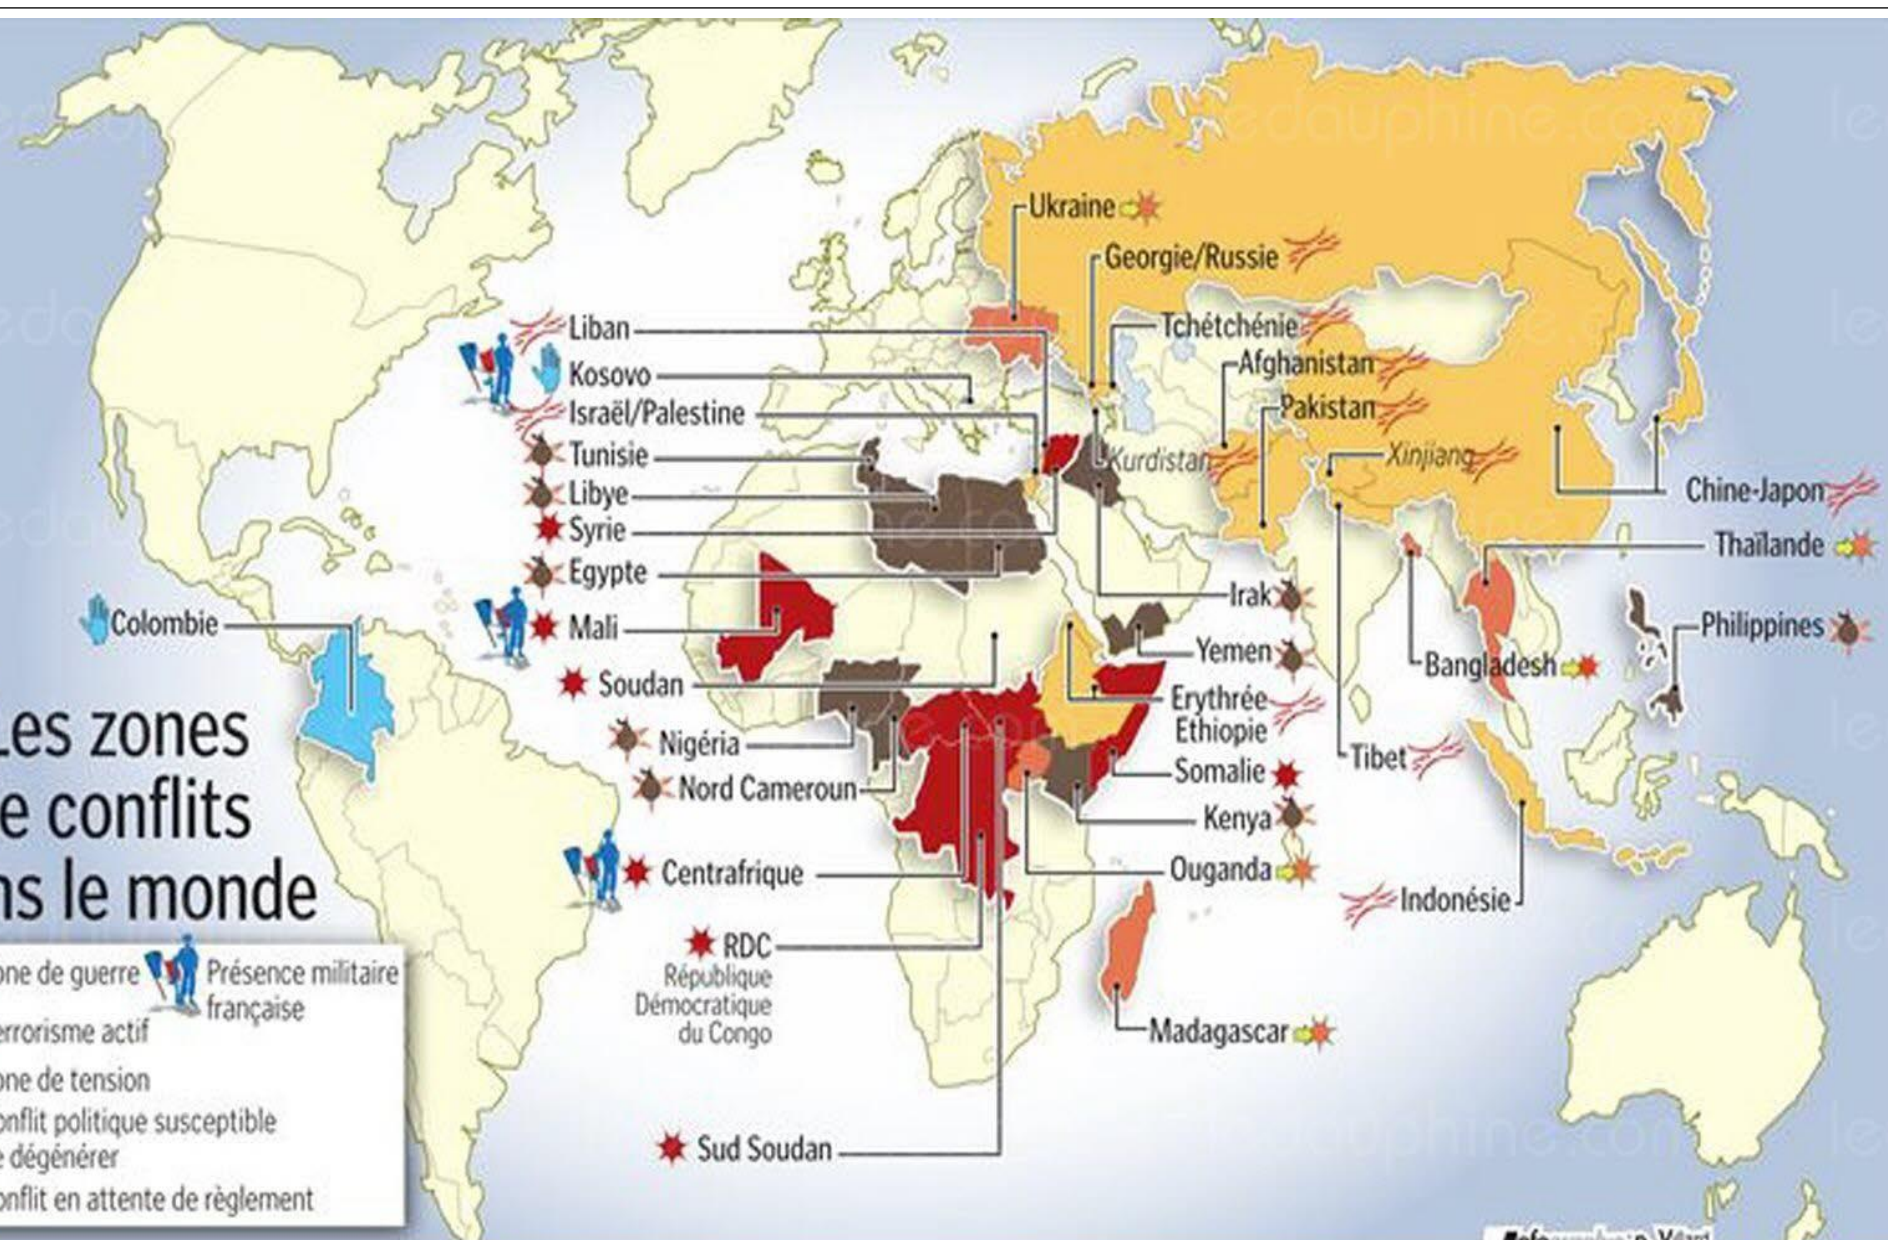 Ukraine
Georgie/Russie
Liban
Tchétchénie
Afghanistan
Kosovo
Pakistan
Israël/Palestine
Tunisie
Kurdistan
Xinjiang
Libye
Chine-Japon
Syrie
Thaïlande
Egypte
Irak
Colombie
Mali
Philippines
Yemen
Bangladesh
Soudan
Erythrée
Ethiopie
Nigéria
Tibet
Somalie
Nord Cameroun
Kenya
Centrafrique
Ouganda
Indonésie
RDC
République
Démocratique
du Congo
Madagascar
Sud Soudan
Les zones
e conflits
ns le monde
one de guerre
Présence militaire
française
errorisme actif
one de tension
onflit politique susceptible
e dégénérer
onflit en attente de règlement
ledauphine.com